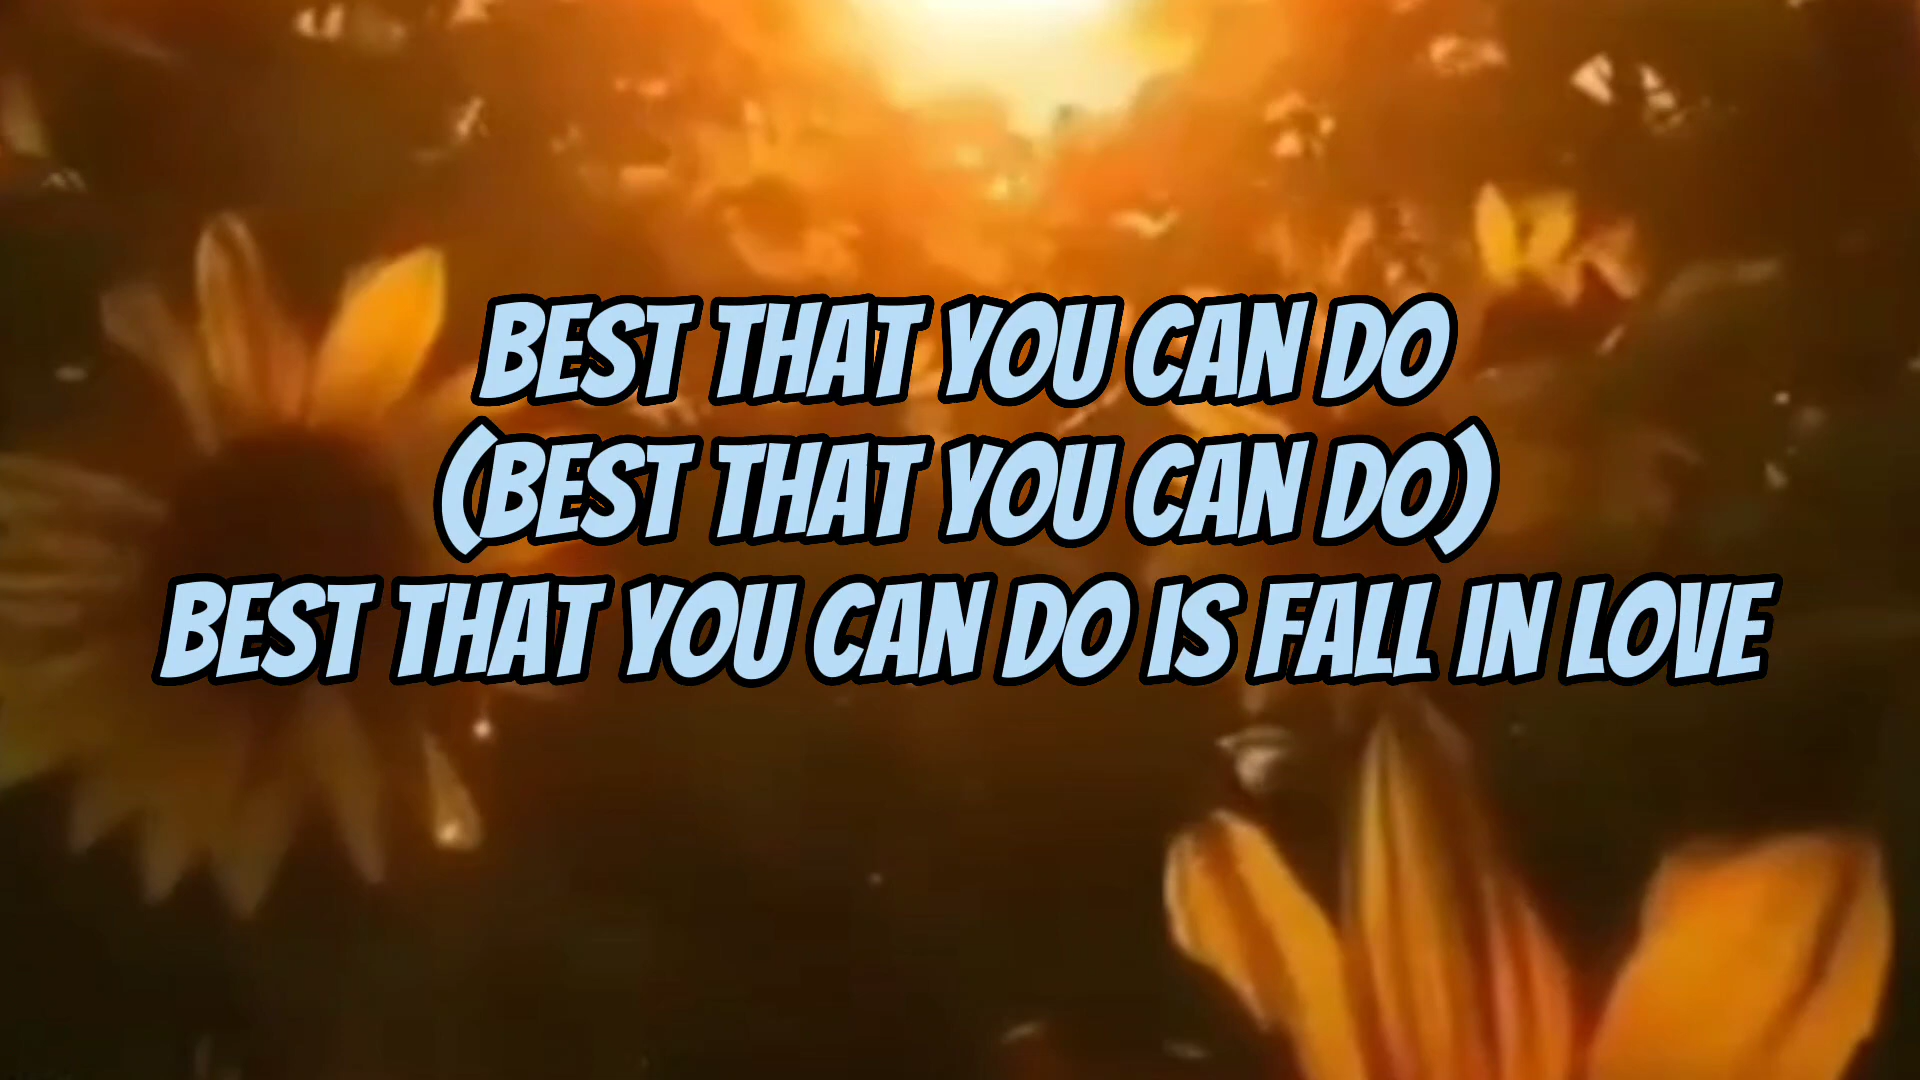 BEST THAT YOU CAN DO
(BEST THAT YOU CAN DO)
BEST THAT YOU CAN DO IS FALL IN LOVE